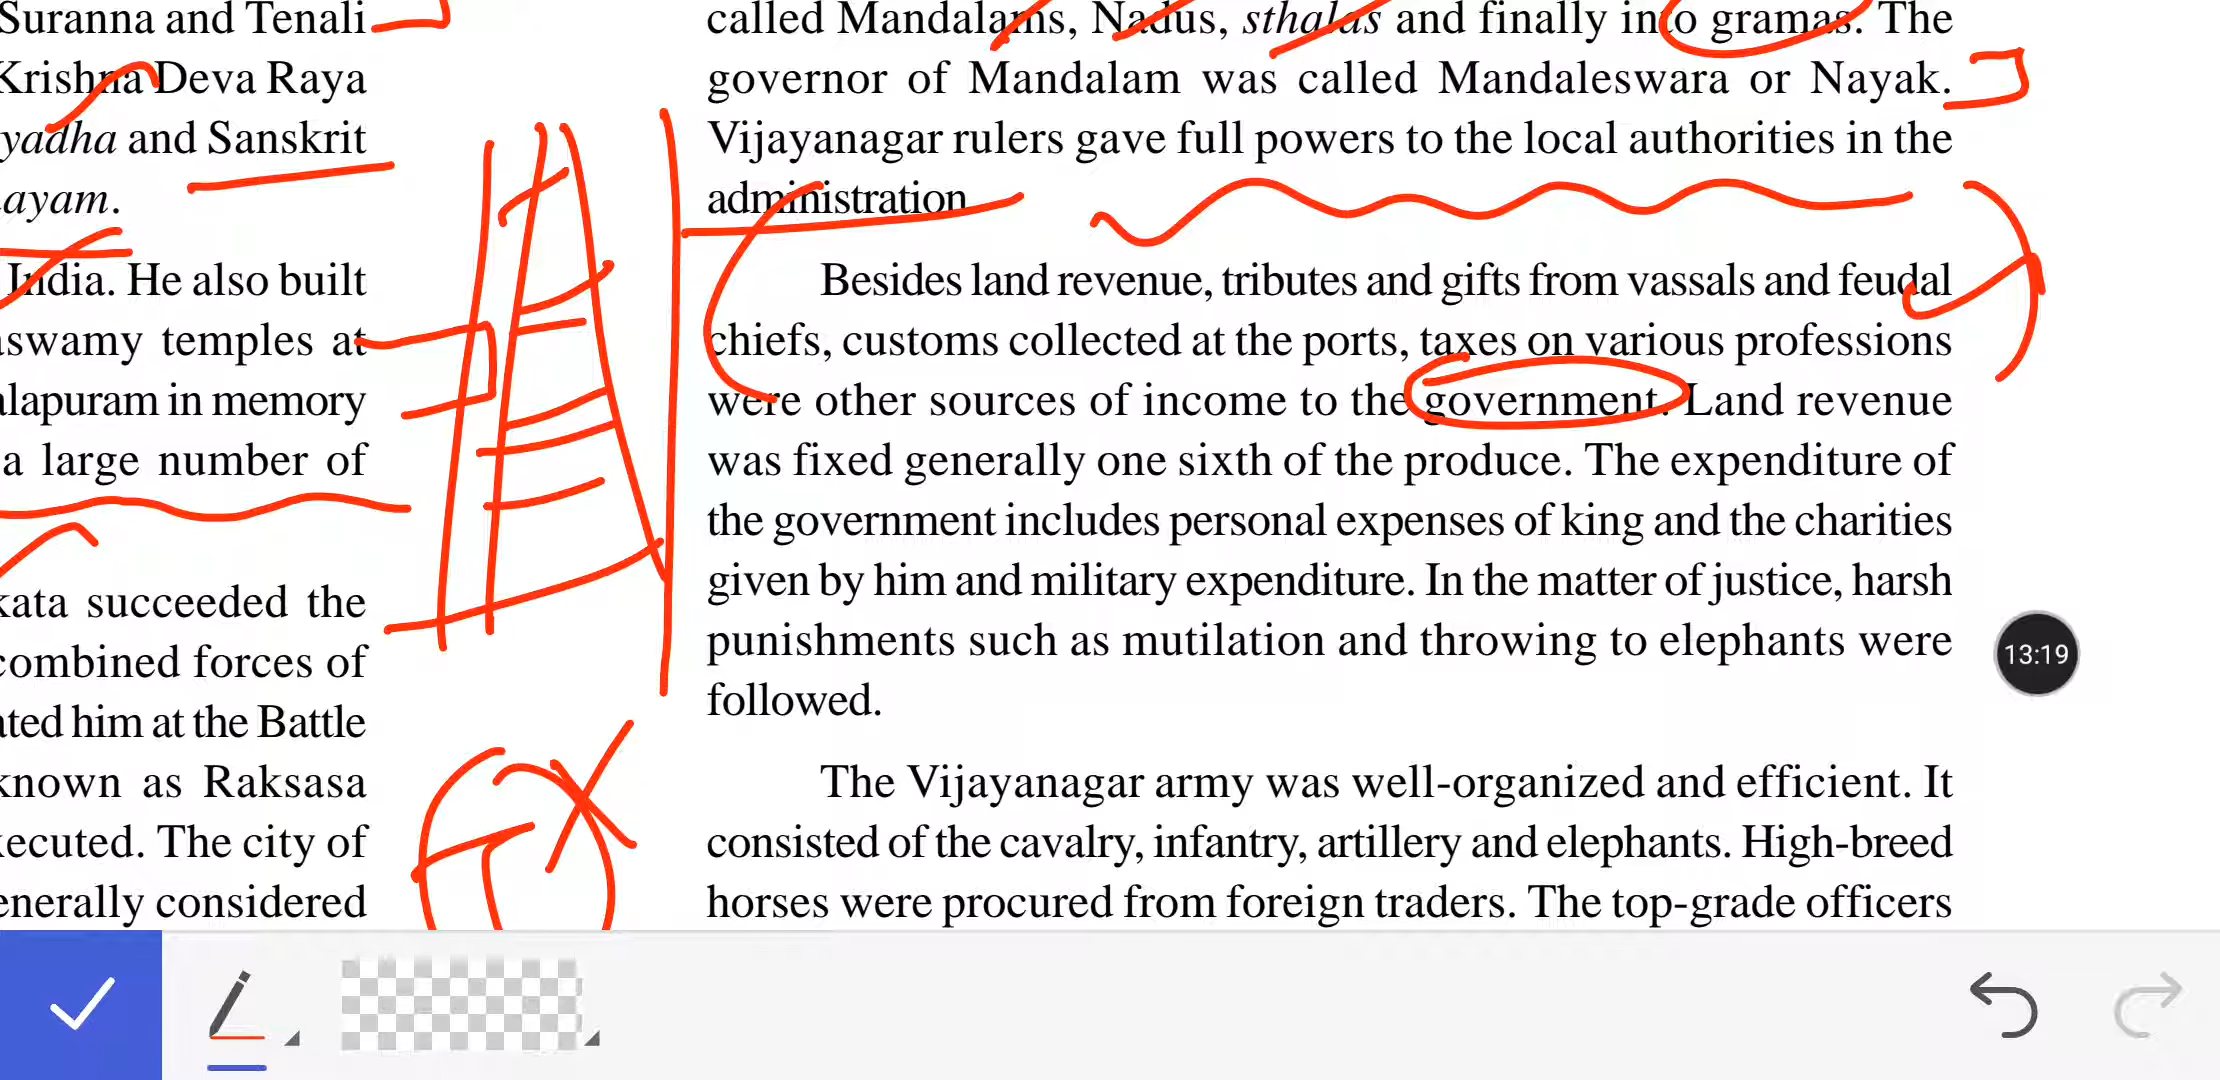 Suranna and Tenali
Krishna Deva Raya
yadha and Sanskrit
ayam.
India. He also built
aswamy temples at
alapuram in memory
a large number of
kata succeeded the
combined forces of
ated him at the Battle
known as Raksasa
xecuted. The city of
enerally considered
called Mandalams, Nadus, sthalas and finally into gramas. The
governor of Mandalam was called Mandaleswara or Nayak.
Vijayanagar rulers gave full powers to the local authorities in the
administration
Besides land revenue, tributes and gifts from vassals and feudal
chiefs, customs collected at the ports, taxes on various professions
were other sources of income to the government. Land revenue
was fixed generally one sixth of the produce. The expenditure of
the government includes personal expenses of king and the charities
given by him and military expenditure. In the matter of justice, harsh
punishments such as mutilation and throwing to elephants were
followed.
The Vijayanagar army was well-organized and efficient. It
consisted of the cavalry, infantry, artillery and elephants. High-breed
horses were procured from foreign traders. The top-grade officers
13:19